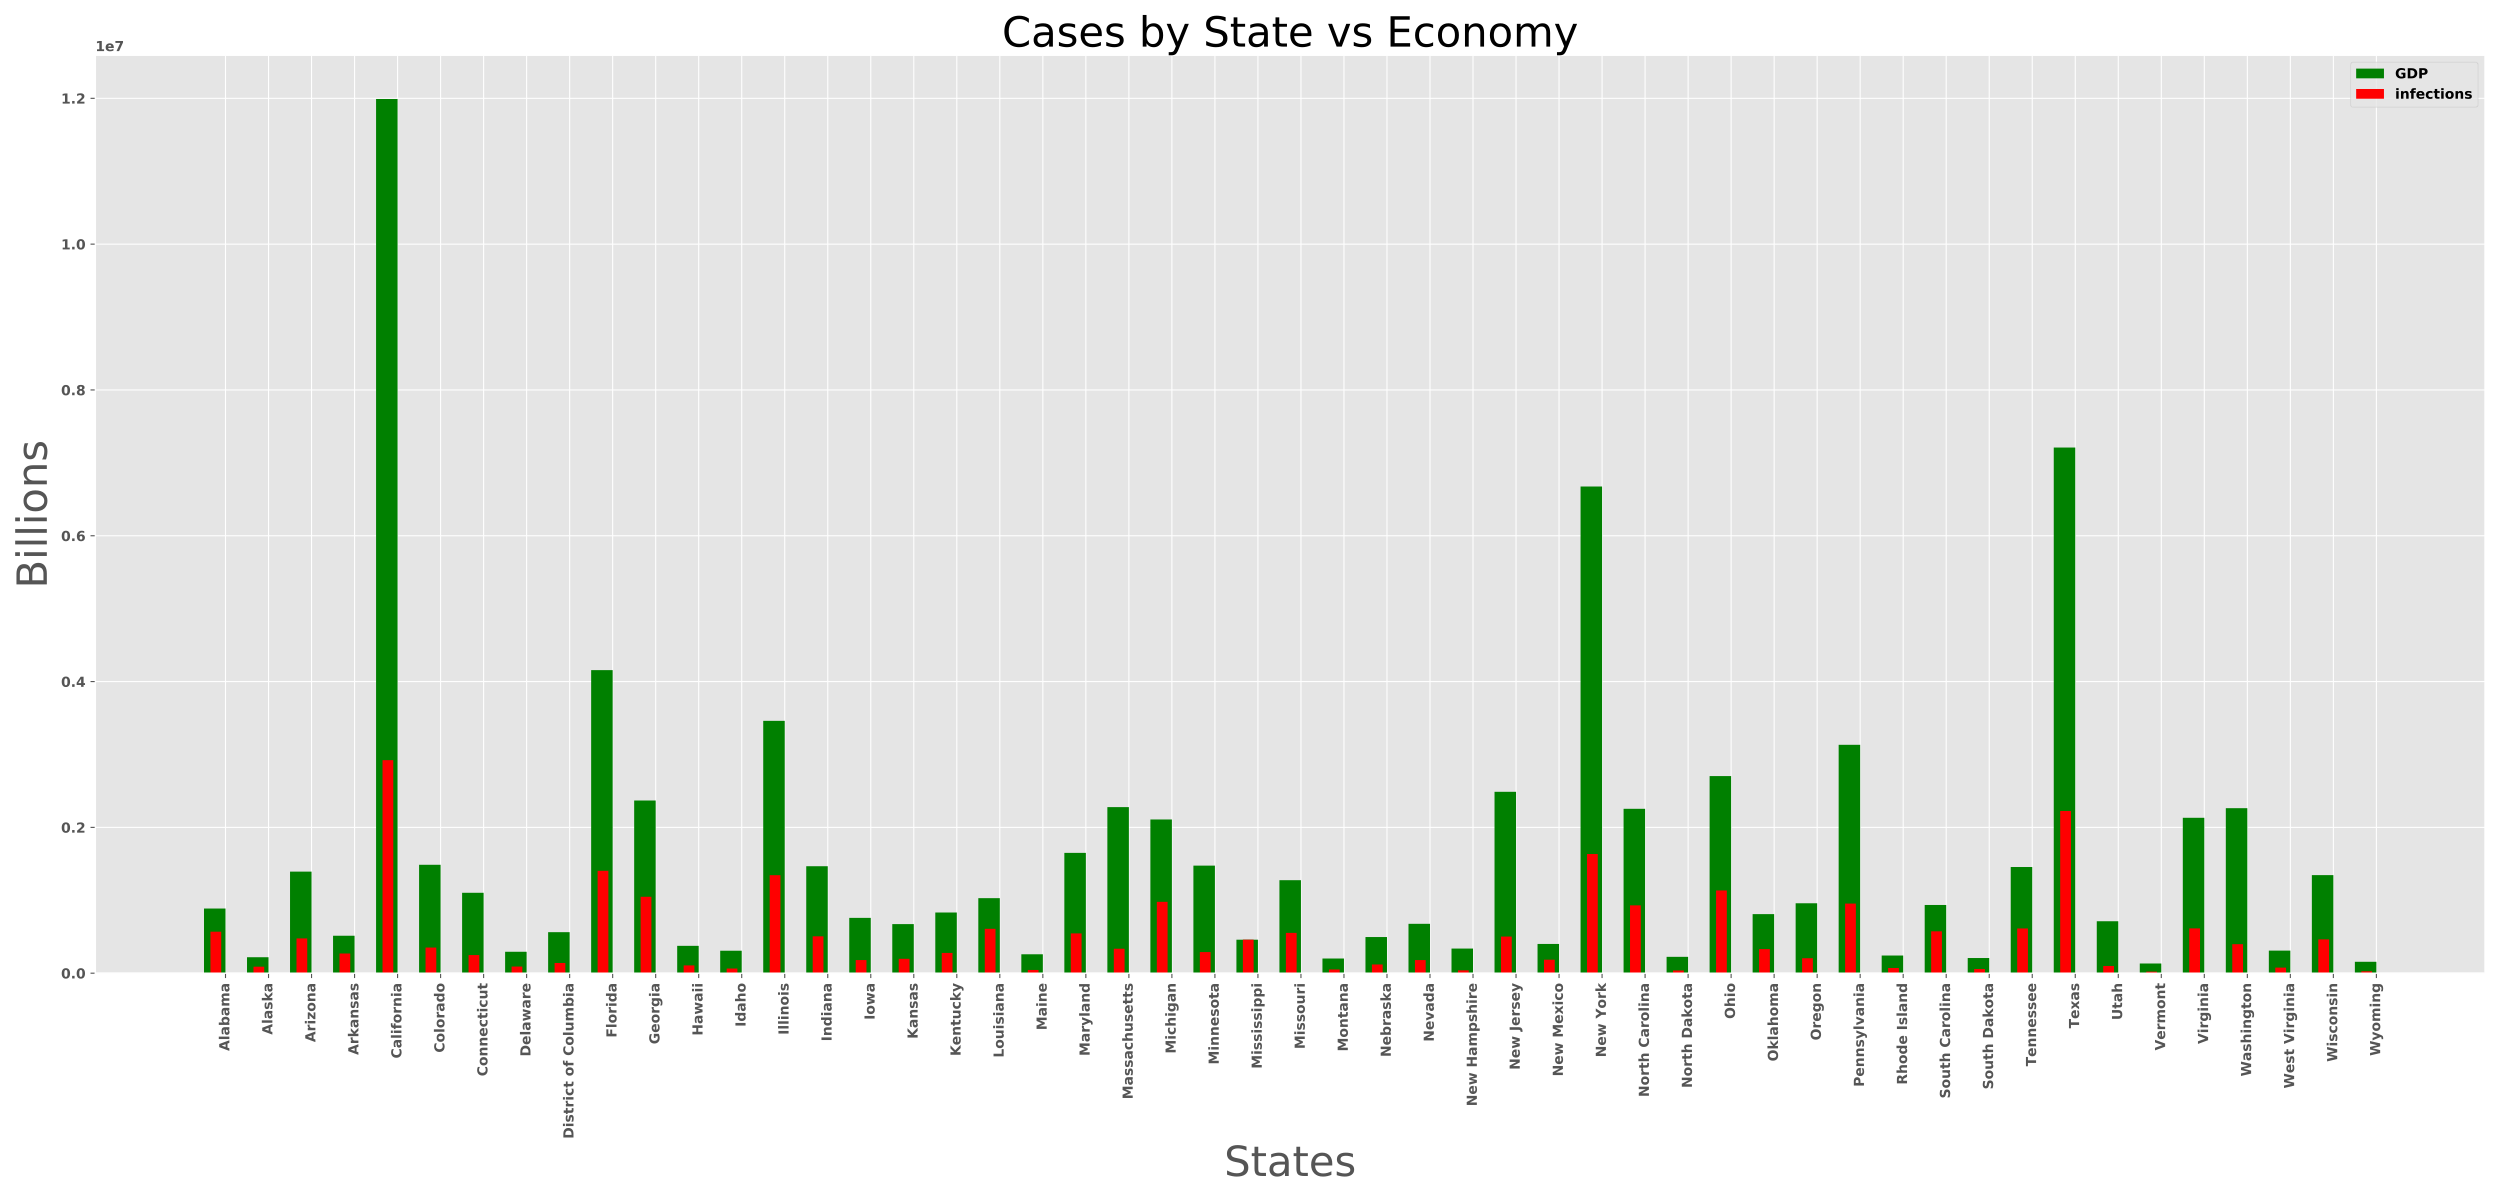 Cases by State vs Economy
1e7
GDP
infections
1.2
1.0
0.8
0.6
0.4
0.2
0.0
Billions
Alabama
Alaska
Arizona
Arkansas
California
Colorado
Connecticut
Delaware
District of Columbia
Florida
Georgia
Hawaii
Idaho
Illinois
Indiana
Iowa
Kansas
Kentucky
Louisiana
Maine
Maryland
Massachusetts
Michigan
Minnesota
Mississippi
Missouri
Montana
Nebraska
Nevada
New Hampshire
New Jersey
New Mexico
New York
North Carolina
North Dakota
Ohio
Oklahoma
Oregon
Pennsylvania
Rhode Island
South Carolina
South Dakota
Tennessee
Texas
Utah
Vermont
Virginia
Washington
West Virginia
Wisconsin
Wyoming
States